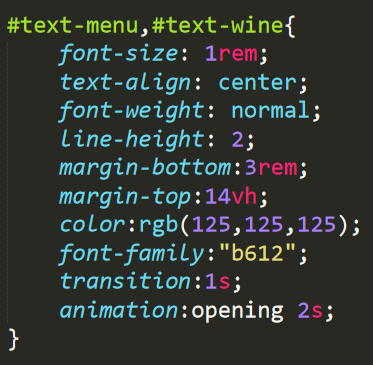 #text-menu,#text-wine{
font-size: 1rem;
text-align: center;
font-weight: normal;
line-height: 2;
margin-bottom:3rem;
margin-top:14vh;
color:rgb(125,125,125);
font-family:"b612";
transition:1s;
animation:opening 2s;
}